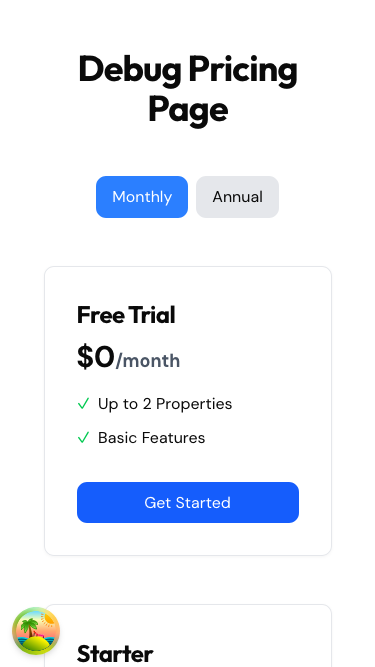 Debug Pricing
Page
Monthly
Annual
Free Trial
$0/month
✓ Up to 2 Properties
✓ Basic Features
Get Started
Starter